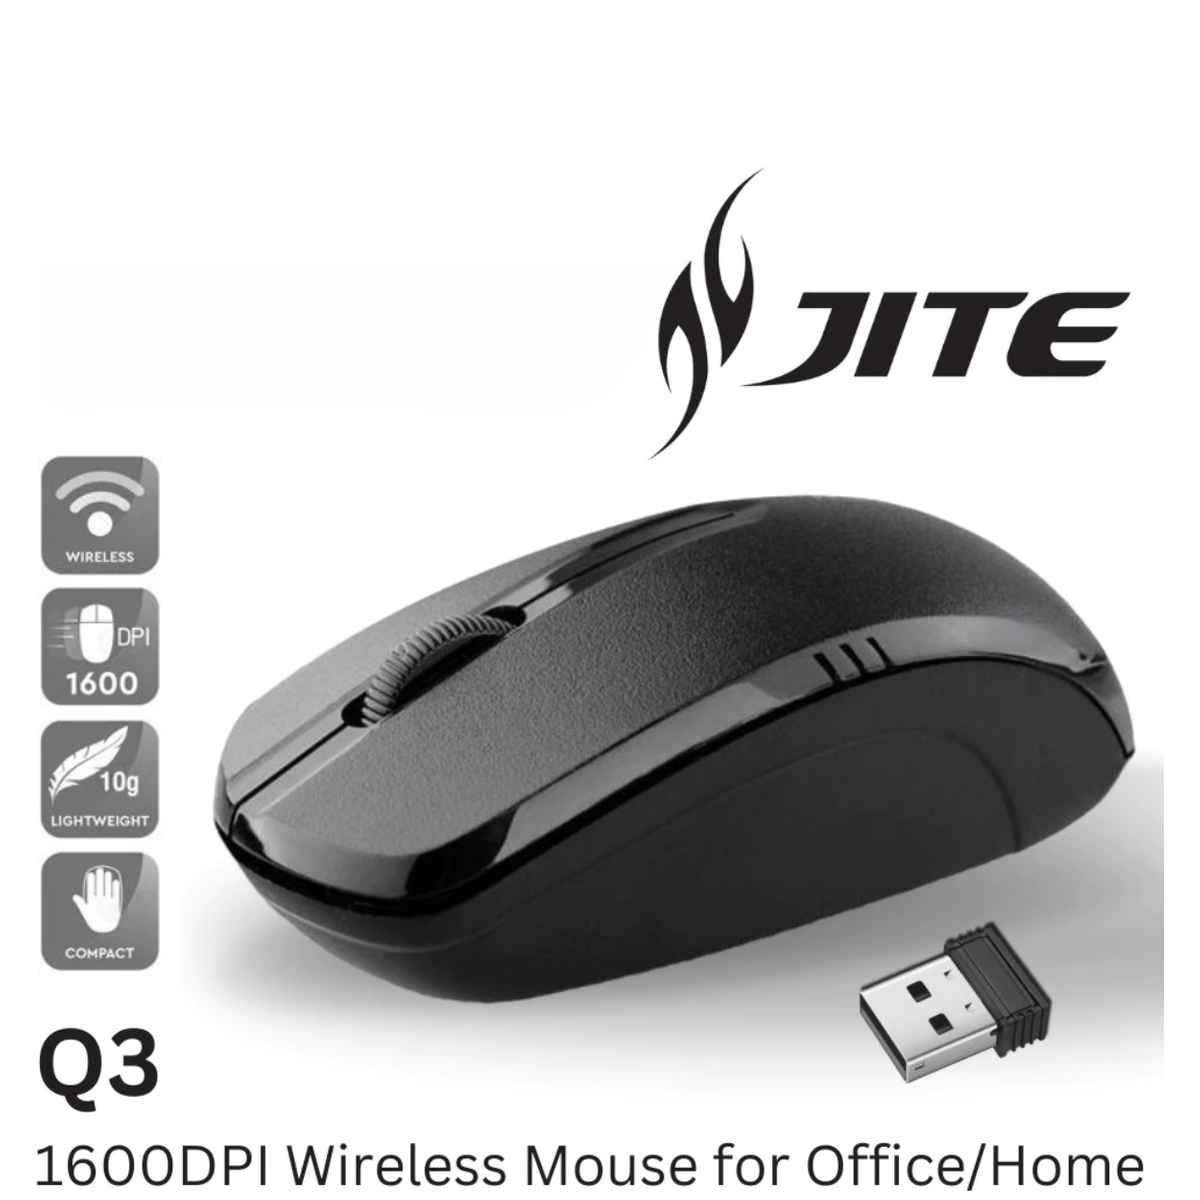 JITE
WIRELESS
DPI
1600
10g
LIGHTWEIGHT
COMPACT
Q3
1600DPI Wireless Mouse for Office/Home